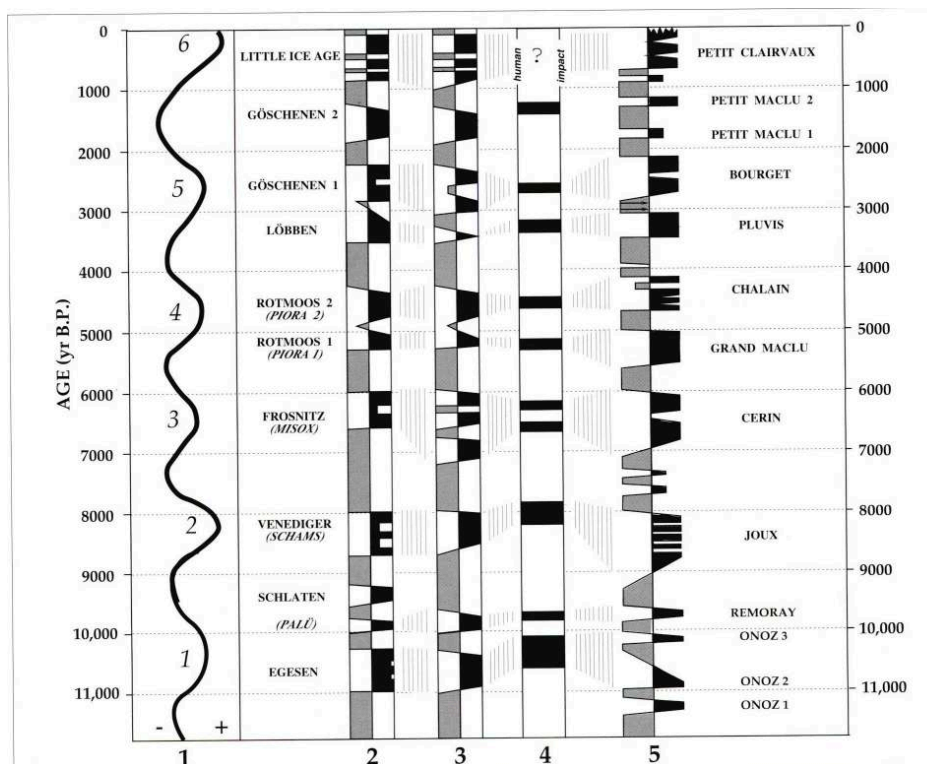 0
1000
2000
3000
4000
5000
6000
7000
8000
9000
10,000
11,000
AGE (yr B.P.)
6
5
4
3
2
1
- +
LITTLE ICE AGE
GÖSCHENEN 2
GÖSCHENEN 1
LÖBBEN
ROTMOOS 2
(PIORA 2)
ROTMOOS 1
(PIORA 1)
FROSNITZ
(MISOX)
VENEDIGER
(SCHAMS)
SCHLATEN
(PALÜ)
EGESEN
human
?
impact
PETIT CLAIRVAUX
PETIT MACLU 2
PETIT MACLU 1
BOURGET
PLUVIS
CHALAIN
GRAND MACLU
CERIN
JOUX
REMORAY
ONOZ 3
ONOZ 2
ONOZ 1
0
1000
2000
3000
4000
5000
6000
7000
8000
9000
10,000
11,000
1 2 3 4 5